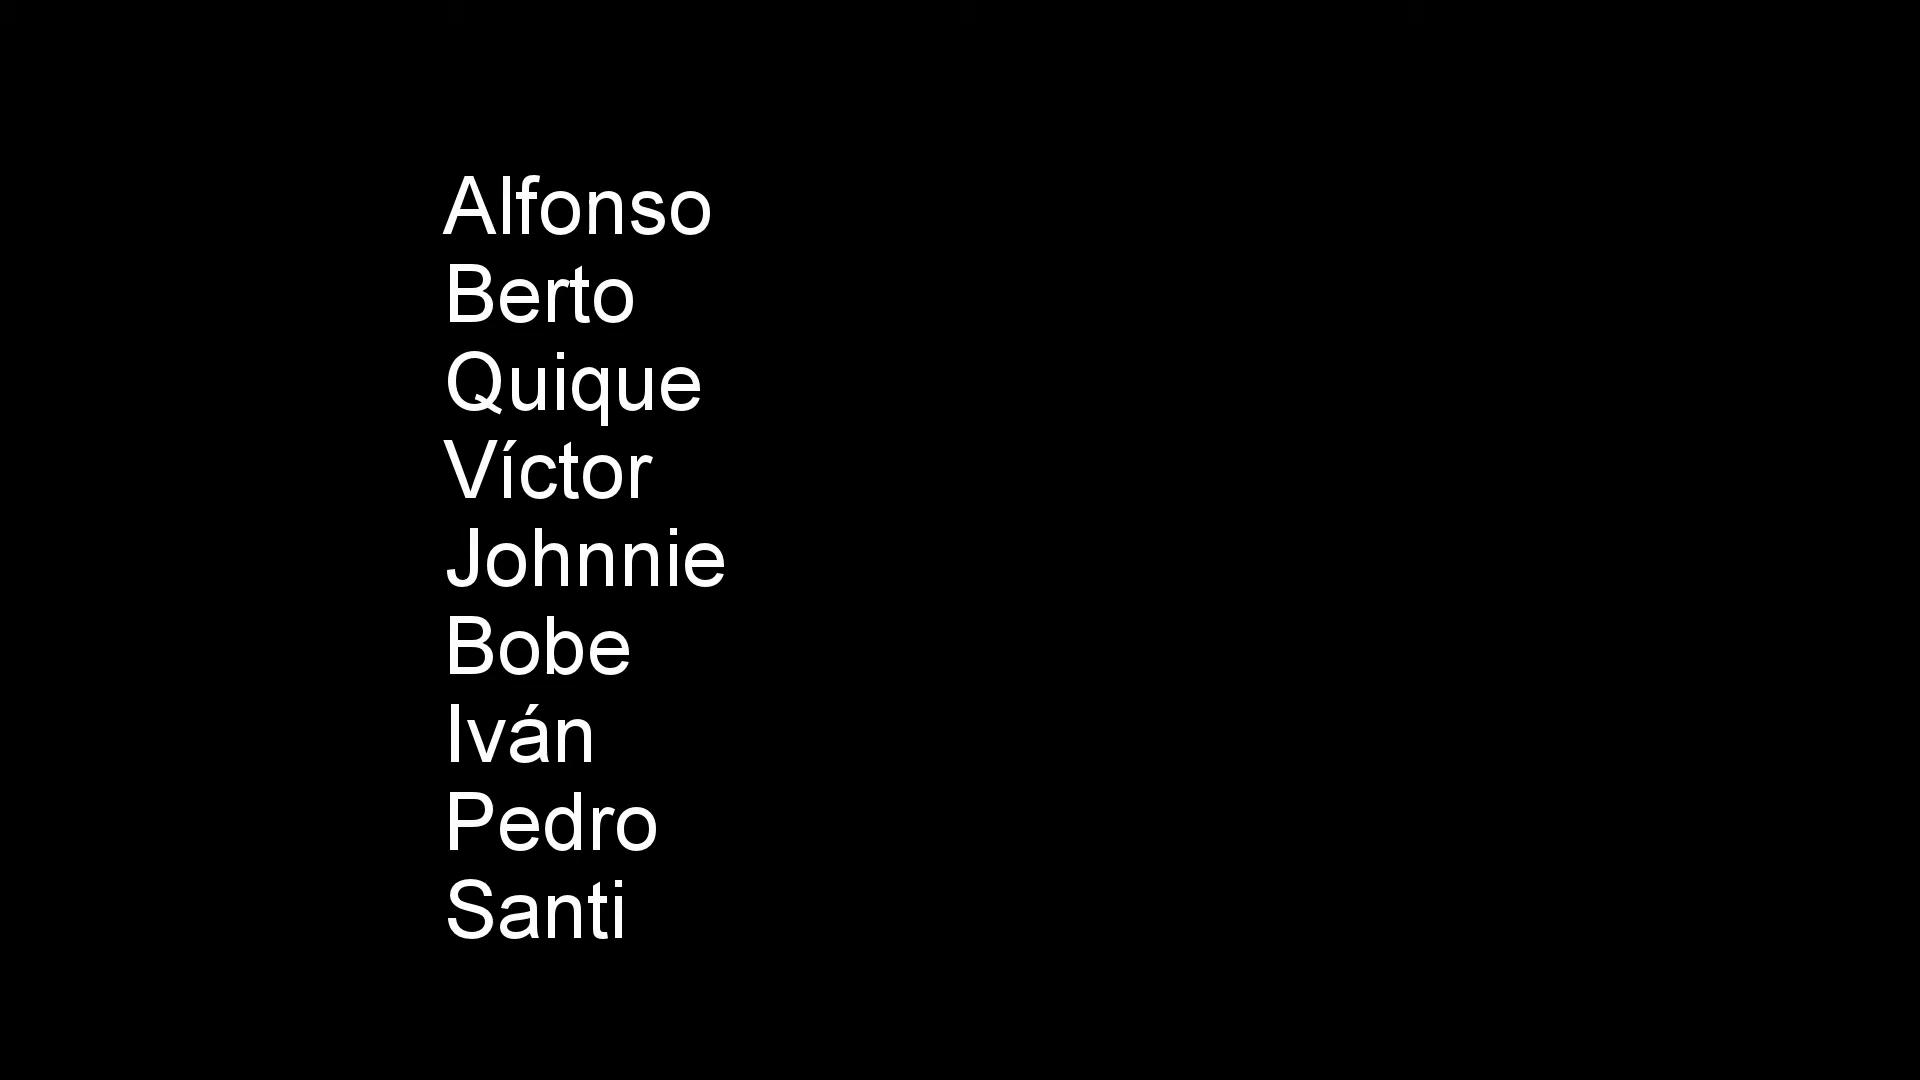 Alfonso
Berto
Quique
Víctor
Johnnie
Bobe
Iván
Pedro
Santi